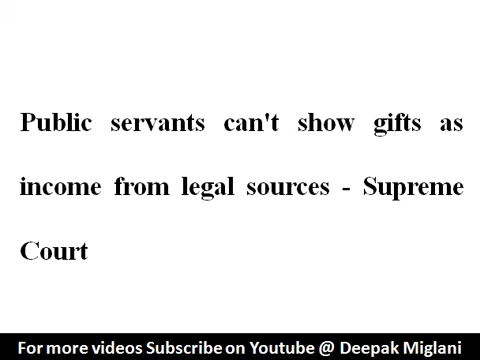 Public servants can't show gifts as
income from legal sources - Supreme
Court
For more videos Subscribe on Youtube @ Deepak Miglani